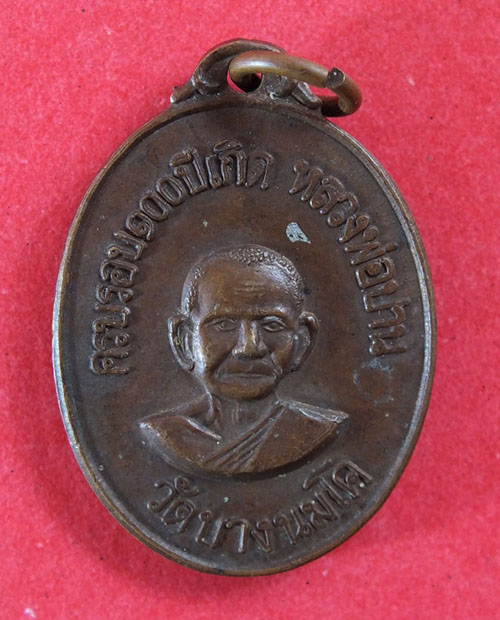 ครบรอบ๑๐๐ปีเกิด หลวงพ่อปาน
วัดบางนมโค